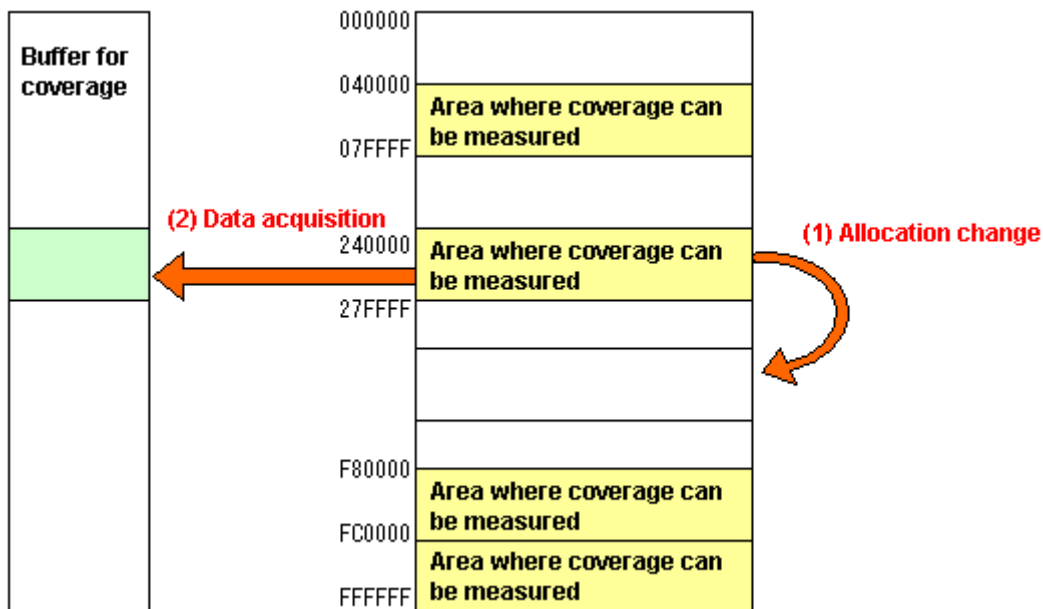 Buffer for
coverage
000000
040000
Area where coverage can
be measured
07FFFF
(2) Data acquisition
240000
Area where coverage can
be measured
(1) Allocation change
27FFFF
F80000
Area where coverage can
be measured
FC0000
Area where coverage can
be measured
FFFFFF